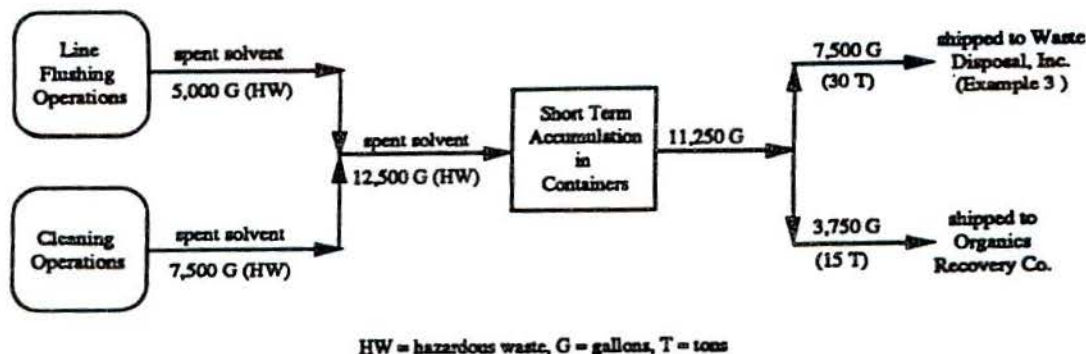 Line
Flushing
Operations
spent solvent
5,000 G (HW)
Cleaning
Operations
spent solvent
7,500 G (HW)
spent solvent
12,500 G (HW)
Short Term
Accumulation
in
Containers
11,250 G
7,500 G
(30 T)
shipped to Waste
Disposal, Inc.
(Example 3 )
3,750 G
(15 T)
shipped to
Organics
Recovery Co.
HW = hazardous waste, G = gallons, T = tons